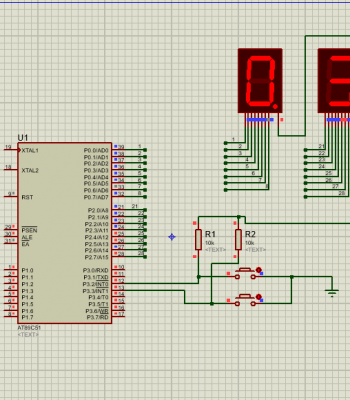 U1
19 XTAL1
18 XTAL2
9 RST
29 PSEN
30 ALE
31 EA
1 P1.0
2 P1.1
3 P1.2
4 P1.3
5 P1.4
6 P1.5
7 P1.6
8 P1.7
P0.0/AD0 39 1
P0.1/AD1 38 2
P0.2/AD2 37 3
P0.3/AD3 36 4
P0.4/AD4 35 5
P0.5/AD5 34 6
P0.6/AD6 33 7
P0.7/AD7 32 8
P2.0/A8 21 21
P2.1/A9 22 22
P2.2/A10 23 23
P2.3/A11 24 24
P2.4/A12 25 25
P2.5/A13 26 26
P2.6/A14 27 27
P2.7/A15 28 28
P3.0/RXD 10
P3.1/TXD 11
P3.2/INT0 12
P3.3/INT1 13
P3.4/T0 14
P3.5/T1 15
P3.6/WR 16
P3.7/RD 17
AT89C51
<TEXT>
1
2
3
4
5
6
7
8
21
22
23
24
25
26
27
28
R1
10k
<TEXT>
R2
10k
<TEXT>